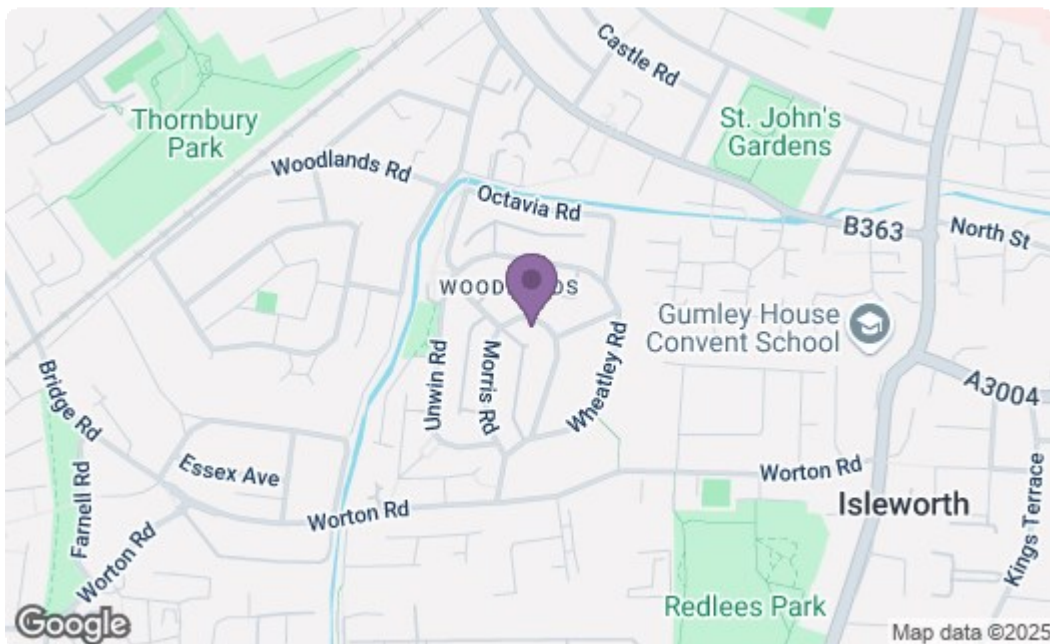 Castle Rd
Thornbury
Park
St. John's
Gardens
Woodlands Rd
Octavia Rd
B363
North St
WOOD DS
Gumley House
Convent School
Unwin Rd
Morris Rd
Wheatley Rd
A3004
Bridge Rd
Essex Ave
Farnell Rd
Worton Rd
Worton Rd
Worton Rd
Isleworth
Kings Terrace
Redlees Park
Google
Map data ©2025